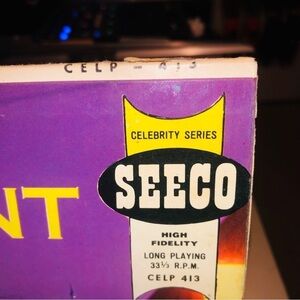 CELP - 413
CELEBRITY SERIES
SEECO
NT
HIGH
FIDELITY
LONG PLAYING
33⅓ R.P.M.
CELP 413